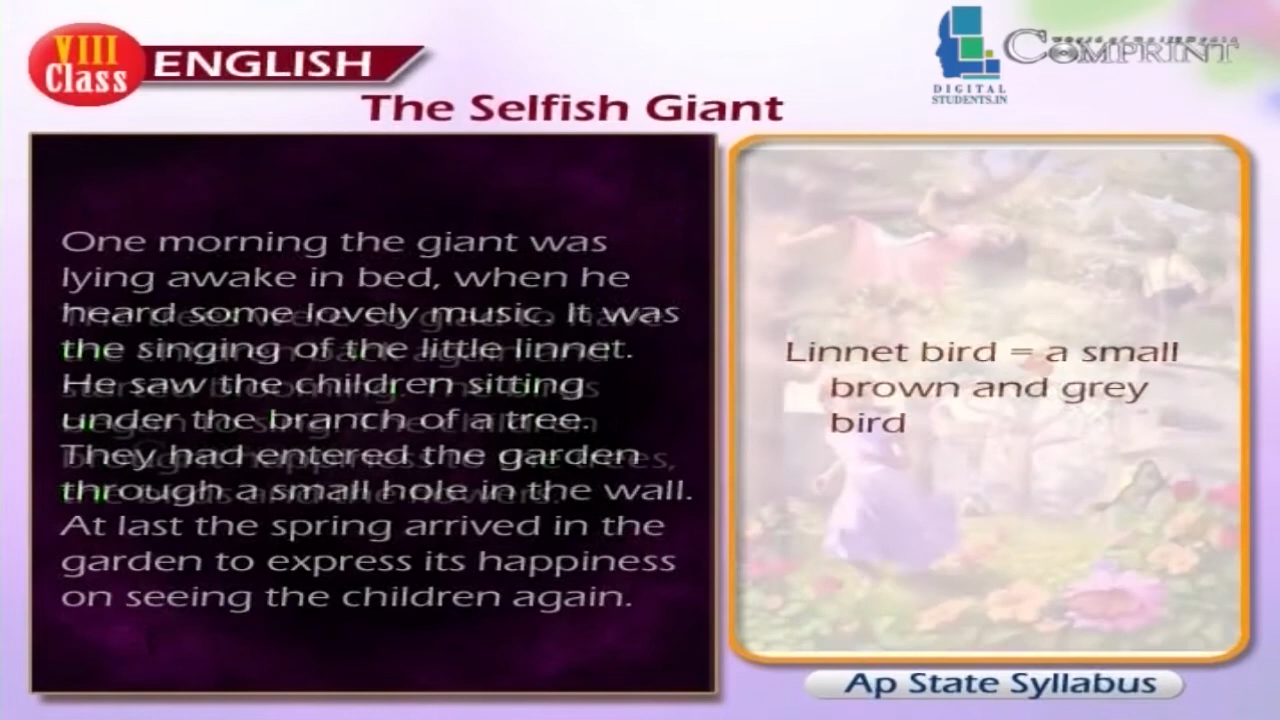 VIII
Class
ENGLISH
DIGITAL
STUDENTS.IN
COMPRINT
The Selfish Giant
One morning the giant was
lying awake in bed, when he
heard some lovely music. It was
the singing of the little linnet.
He saw the children sitting
under the branch of a tree.
They had entered the garden
through a small hole in the wall.
At last the spring arrived in the
garden to express its happiness
on seeing the children again.
Linnet bird = a small
brown and grey
bird
Ap State Syllabus